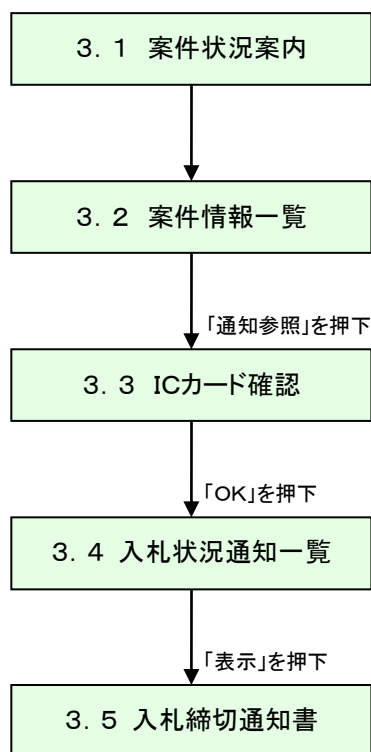 ３．１ 案件状況案内
３．２ 案件情報一覧
「通知参照」を押下
３．３ ICカード確認
「OK」を押下
３．４ 入札状況通知一覧
「表示」を押下
３．５ 入札締切通知書